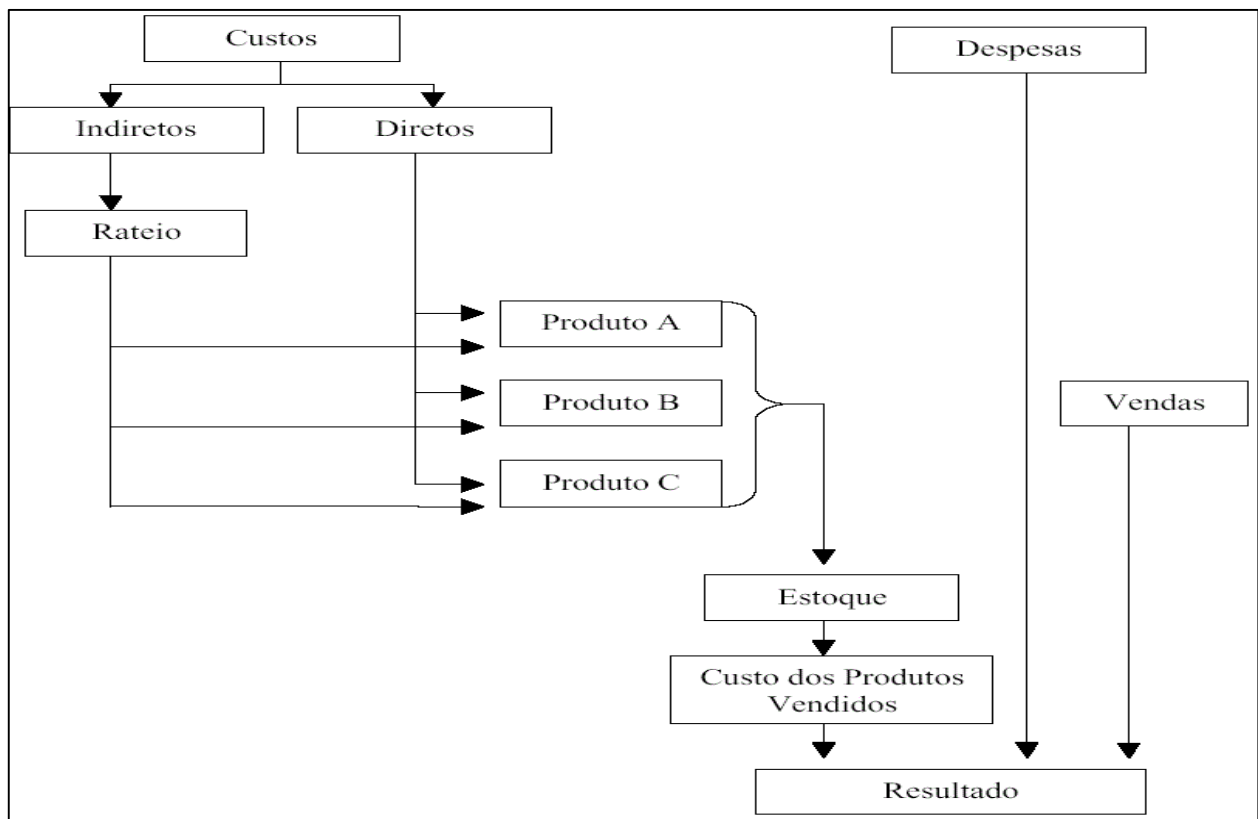 Custos
Despesas
Indiretos
Diretos
Rateio
Produto A
Produto B
Vendas
Produto C
Estoque
Custo dos Produtos
Vendidos
Resultado